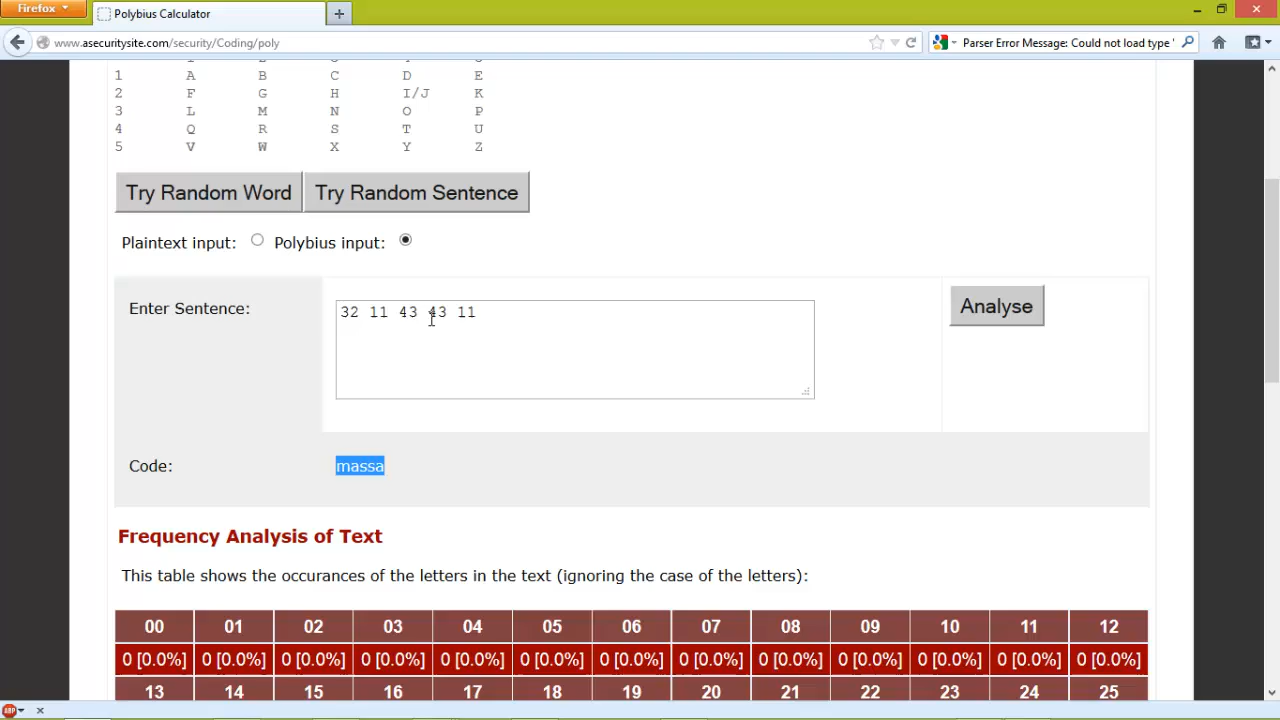 Firefox
Polybius Calculator
www.asecuritysite.com/security/Coding/poly
Parser Error Message: Could not load type '
1 A B C D E
2 F G H I/J K
3 L M N O P
4 Q R S T U
5 V W X Y Z
Try Random Word Try Random Sentence
Plaintext input: Polybius input:
Enter Sentence: 32 11 43 43 11 Analyse
Code: massa
Frequency Analysis of Text
This table shows the occurances of the letters in the text (ignoring the case of the letters):
00 01 02 03 04 05 06 07 08 09 10 11 12
0 [0.0%] 0 [0.0%] 0 [0.0%] 0 [0.0%] 0 [0.0%] 0 [0.0%] 0 [0.0%] 0 [0.0%] 0 [0.0%] 0 [0.0%] 0 [0.0%] 0 [0.0%] 0 [0.0%]
13 14 15 16 17 18 19 20 21 22 23 24 25
ABP